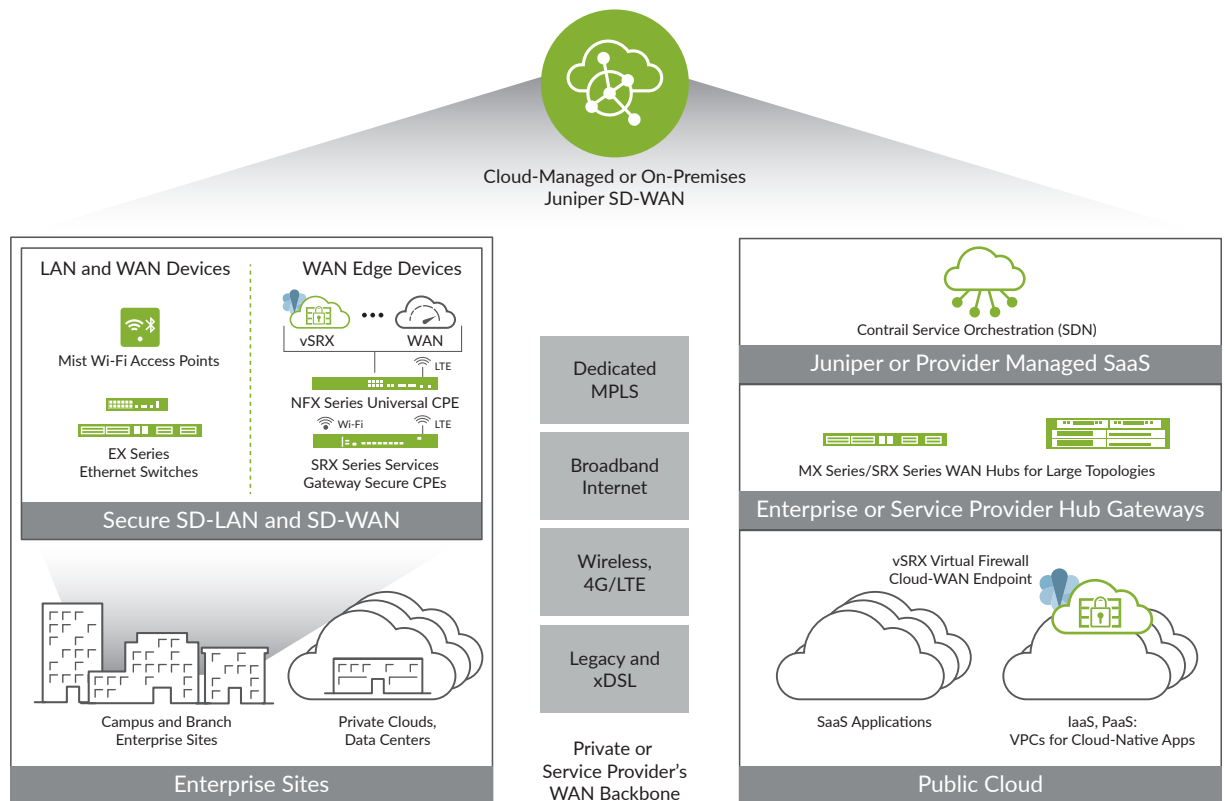 Cloud-Managed or On-Premises
Juniper SD-WAN
LAN and WAN Devices
Mist Wi-Fi Access Points
EX Series
Ethernet Switches
WAN Edge Devices
vSRX
WAN
LTE
NFX Series Universal CPE
Wi-Fi
LTE
SRX Series Services
Gateway Secure CPEs
Secure SD-LAN and SD-WAN
Campus and Branch
Enterprise Sites
Private Clouds,
Data Centers
Enterprise Sites
Dedicated
MPLS
Broadband
Internet
Wireless,
4G/LTE
Legacy and
xDSL
Private or
Service Provider's
WAN Backbone
Contrail Service Orchestration (SDN)
Juniper or Provider Managed SaaS
MX Series/SRX Series WAN Hubs for Large Topologies
Enterprise or Service Provider Hub Gateways
vSRX Virtual Firewall
Cloud-WAN Endpoint
SaaS Applications
IaaS, PaaS:
VPCs for Cloud-Native Apps
Public Cloud